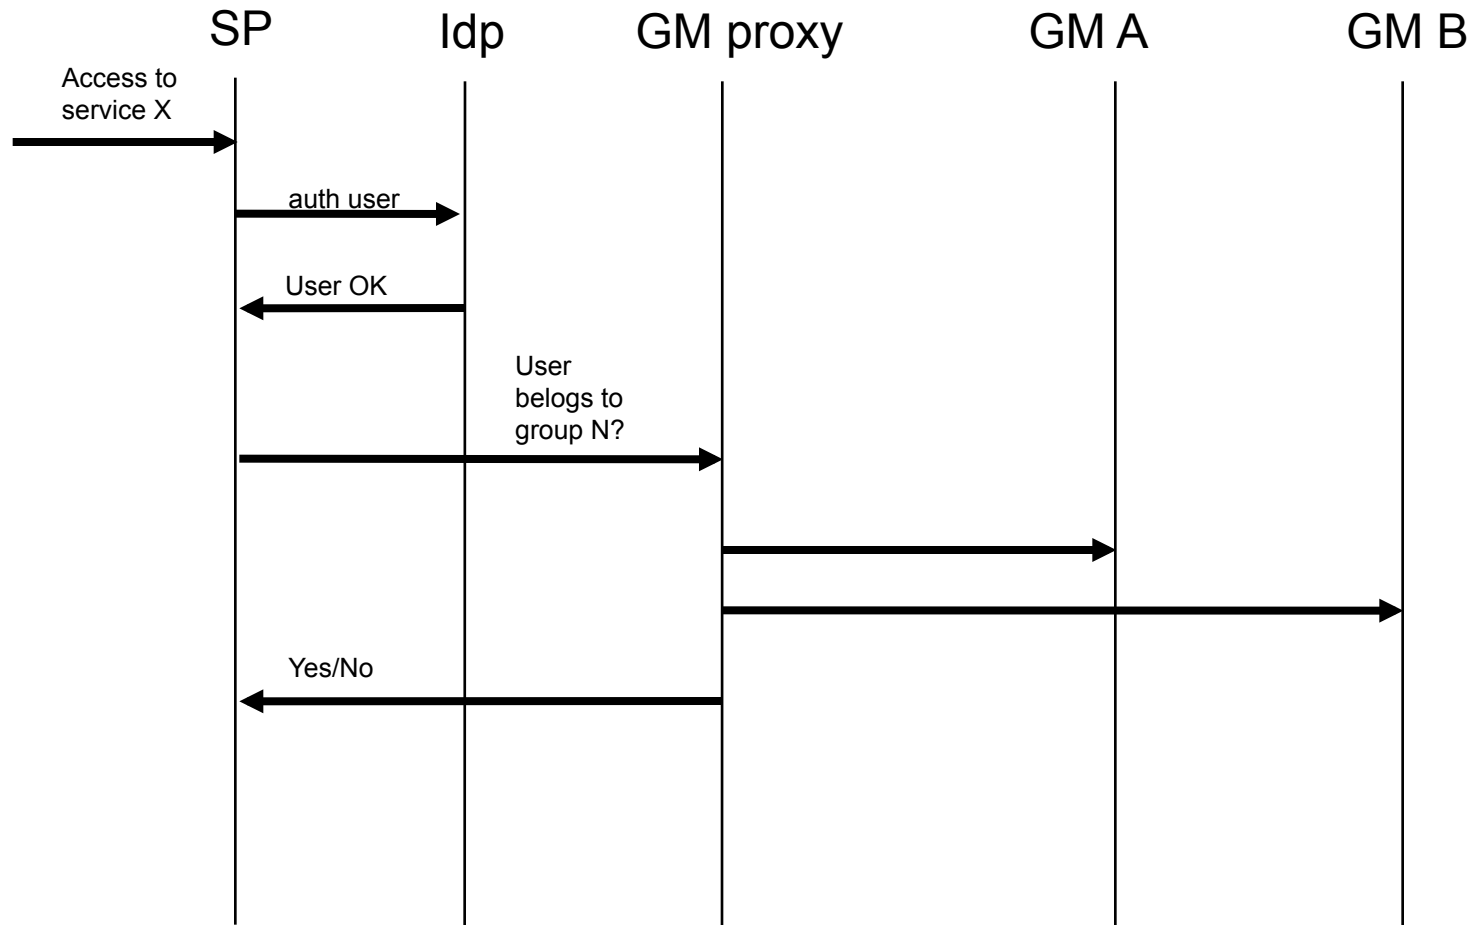 SP
Idp
GM proxy
GM A
GM B
Access to
service X
auth user
User OK
User
belogs to
group N?
Yes/No